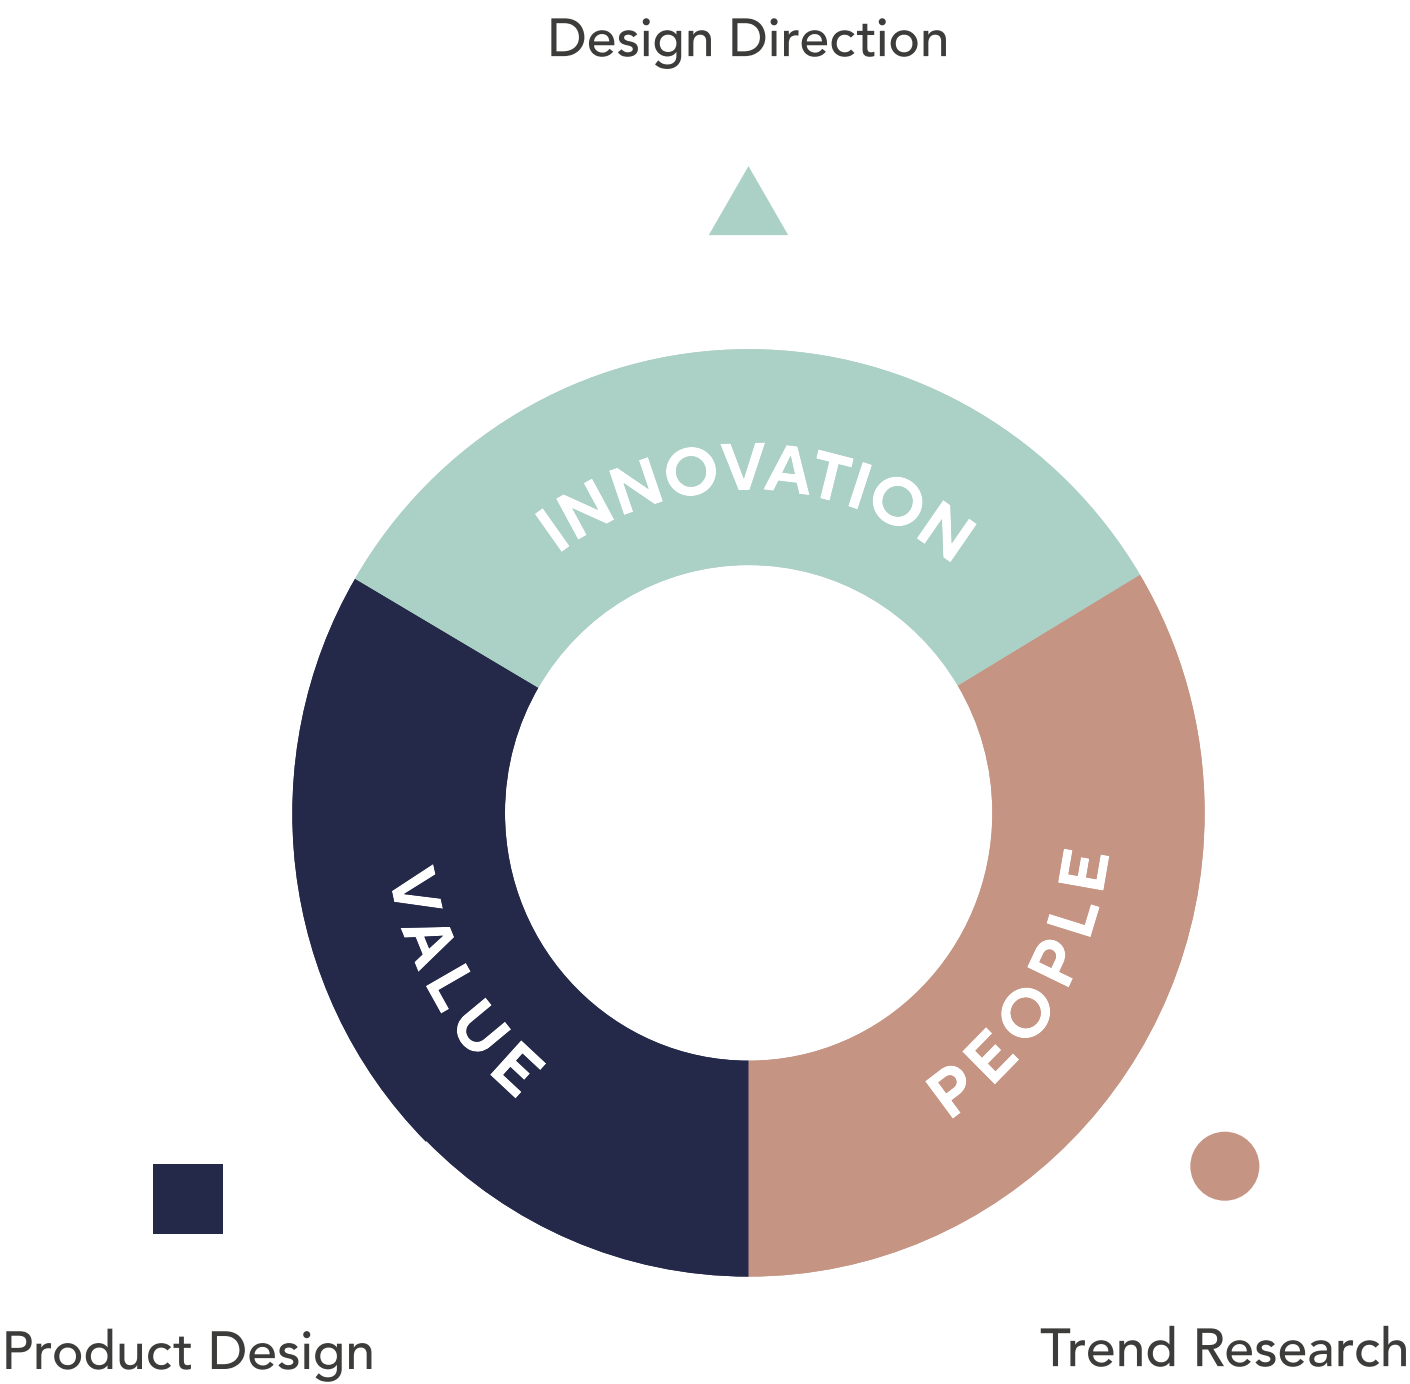 Design Direction
INNOVATION
VALUE
PEOPLE
Product Design
Trend Research